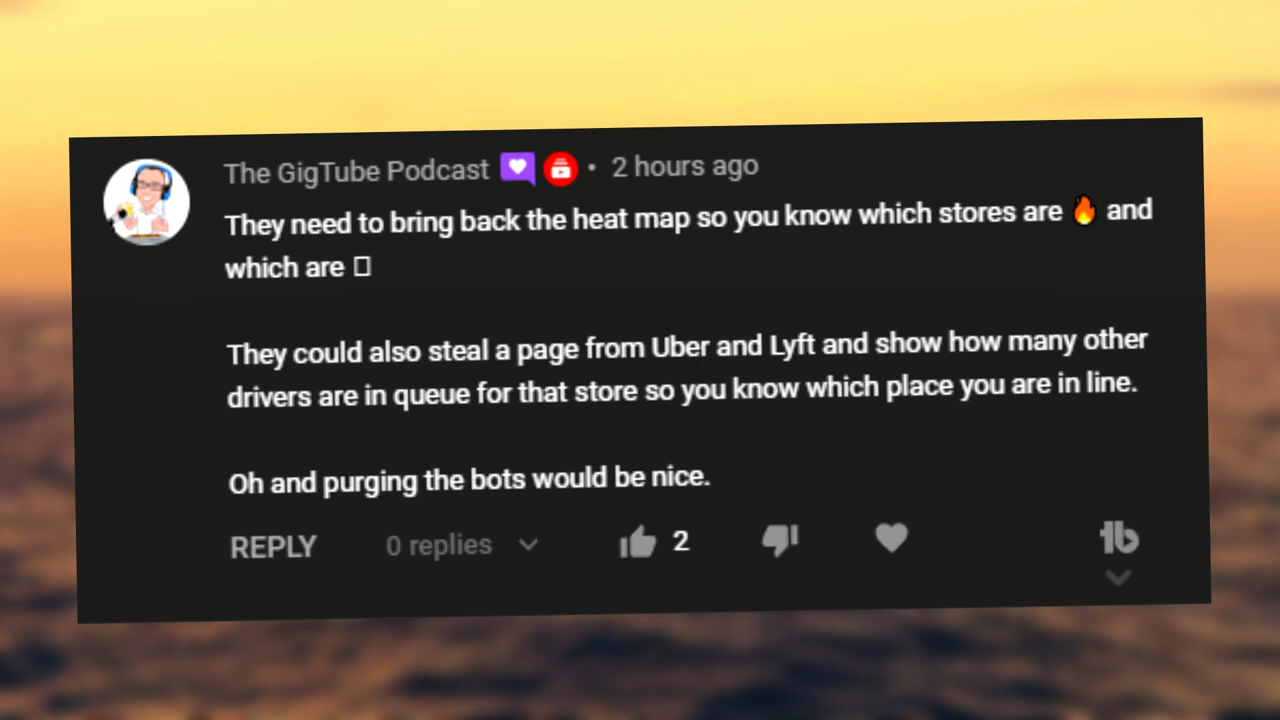 The GigTube Podcast • 2 hours ago
They need to bring back the heat map so you know which stores are 🔥 and
which are □
They could also steal a page from Uber and Lyft and show how many other
drivers are in queue for that store so you know which place you are in line.
Oh and purging the bots would be nice.
REPLY 0 replies 2 tb